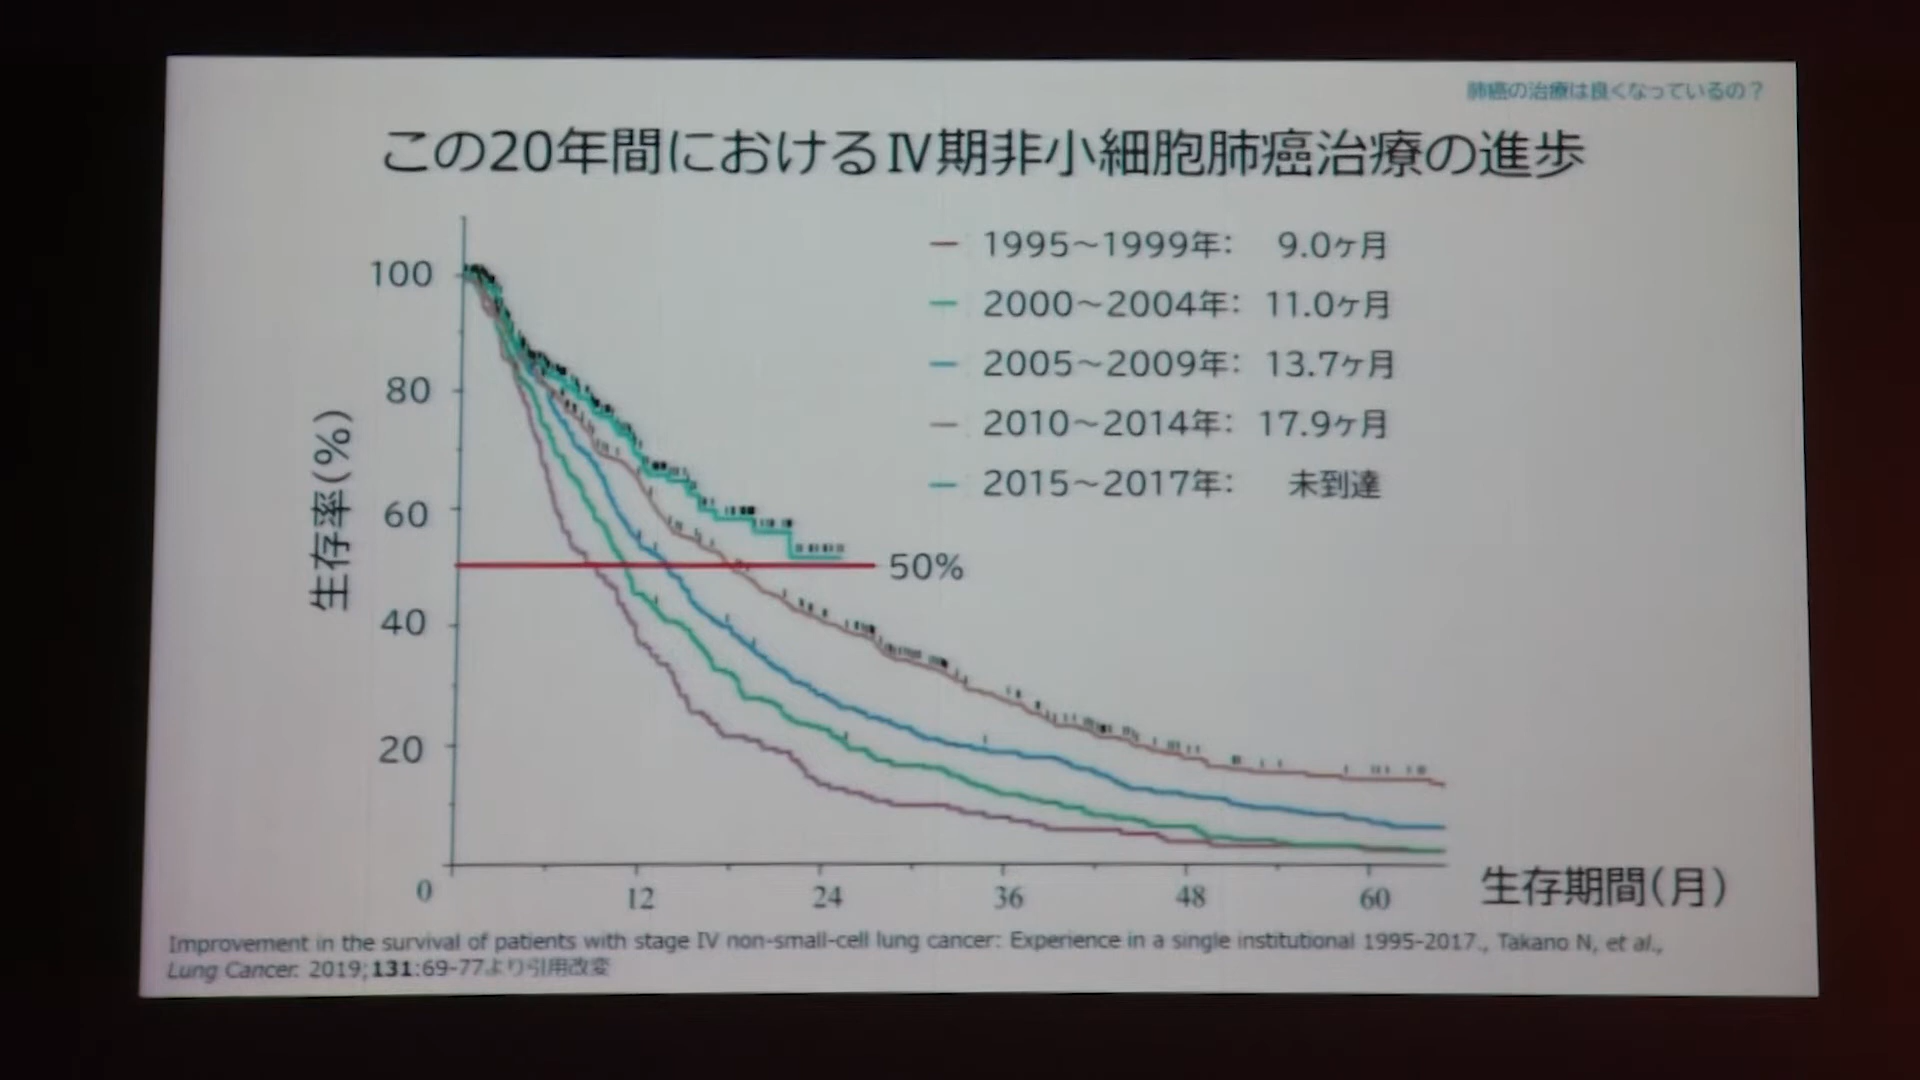 肺癌の治療は良くなっているの？
この20年間におけるⅣ期非小細胞肺癌治療の進歩
1995～1999年: 9.0ヶ月
2000～2004年: 11.0ヶ月
2005～2009年: 13.7ヶ月
2010～2014年: 17.9ヶ月
2015～2017年: 未到達
生存率(%)
100
80
60
40
20
0
50%
12 24 36 48 60
生存期間(月)
Improvement in the survival of patients with stage IV non-small-cell lung cancer: Experience in a single institutional 1995-2017., Takano N, et al.,
Lung Cancer. 2019;131:69-77より引用改変